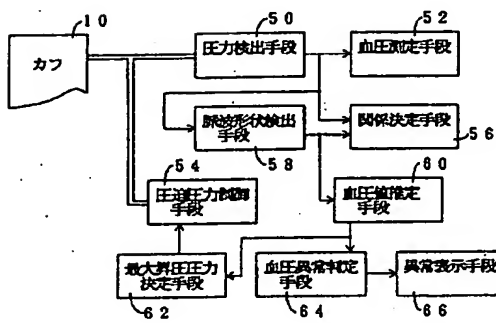 10
カフ
50
圧力検出手段
52
血圧測定手段
脈波形状検出
手段
58
関係決定手段
56
54
圧迫圧力制御
手段
60
血圧値推定
手段
最大昇圧圧力
決定手段
62
血圧異常判定
手段
64
異常表示手段
66